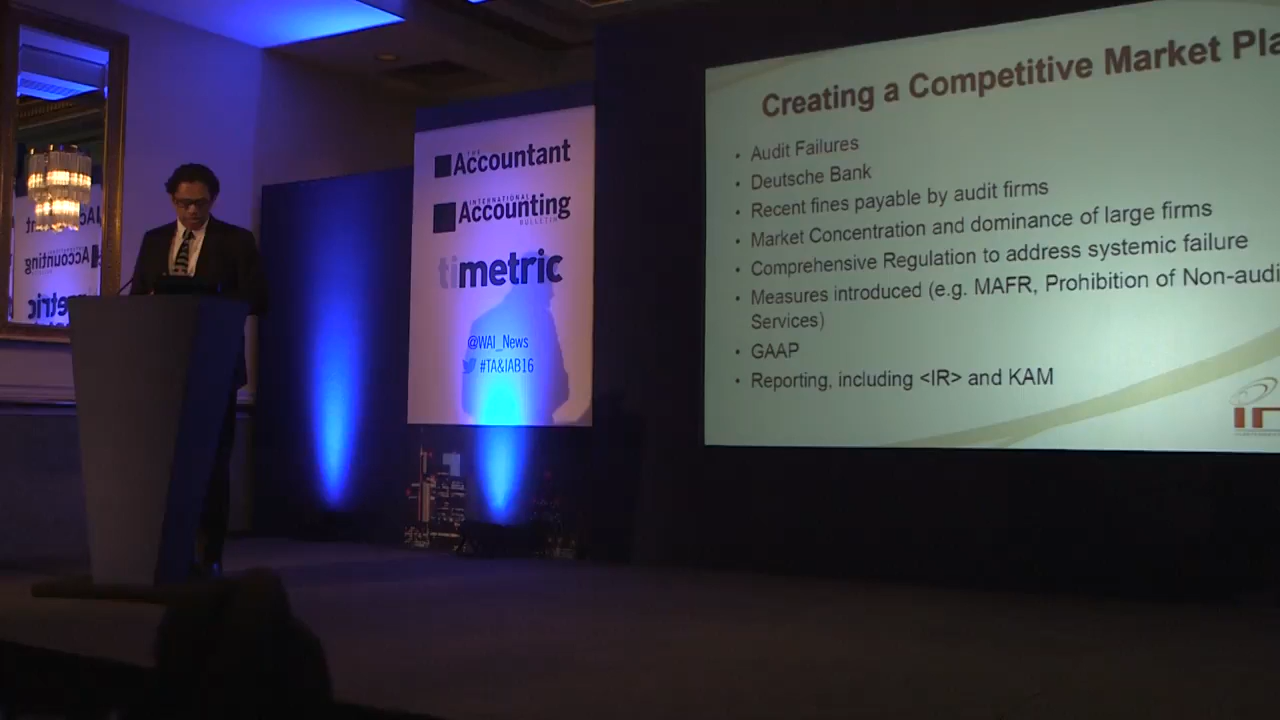 THE
Accountant
INTERNATIONAL
Accounting
BULLETIN
timetric
@WAI_News
#TA&IAB16
Creating a Competitive Market Pla
• Audit Failures
• Deutsche Bank
• Recent fines payable by audit firms
• Market Concentration and dominance of large firms
• Comprehensive Regulation to address systemic failure
• Measures introduced (e.g. MAFR, Prohibition of Non-audi
Services)
• GAAP
• Reporting, including <IR> and KAM